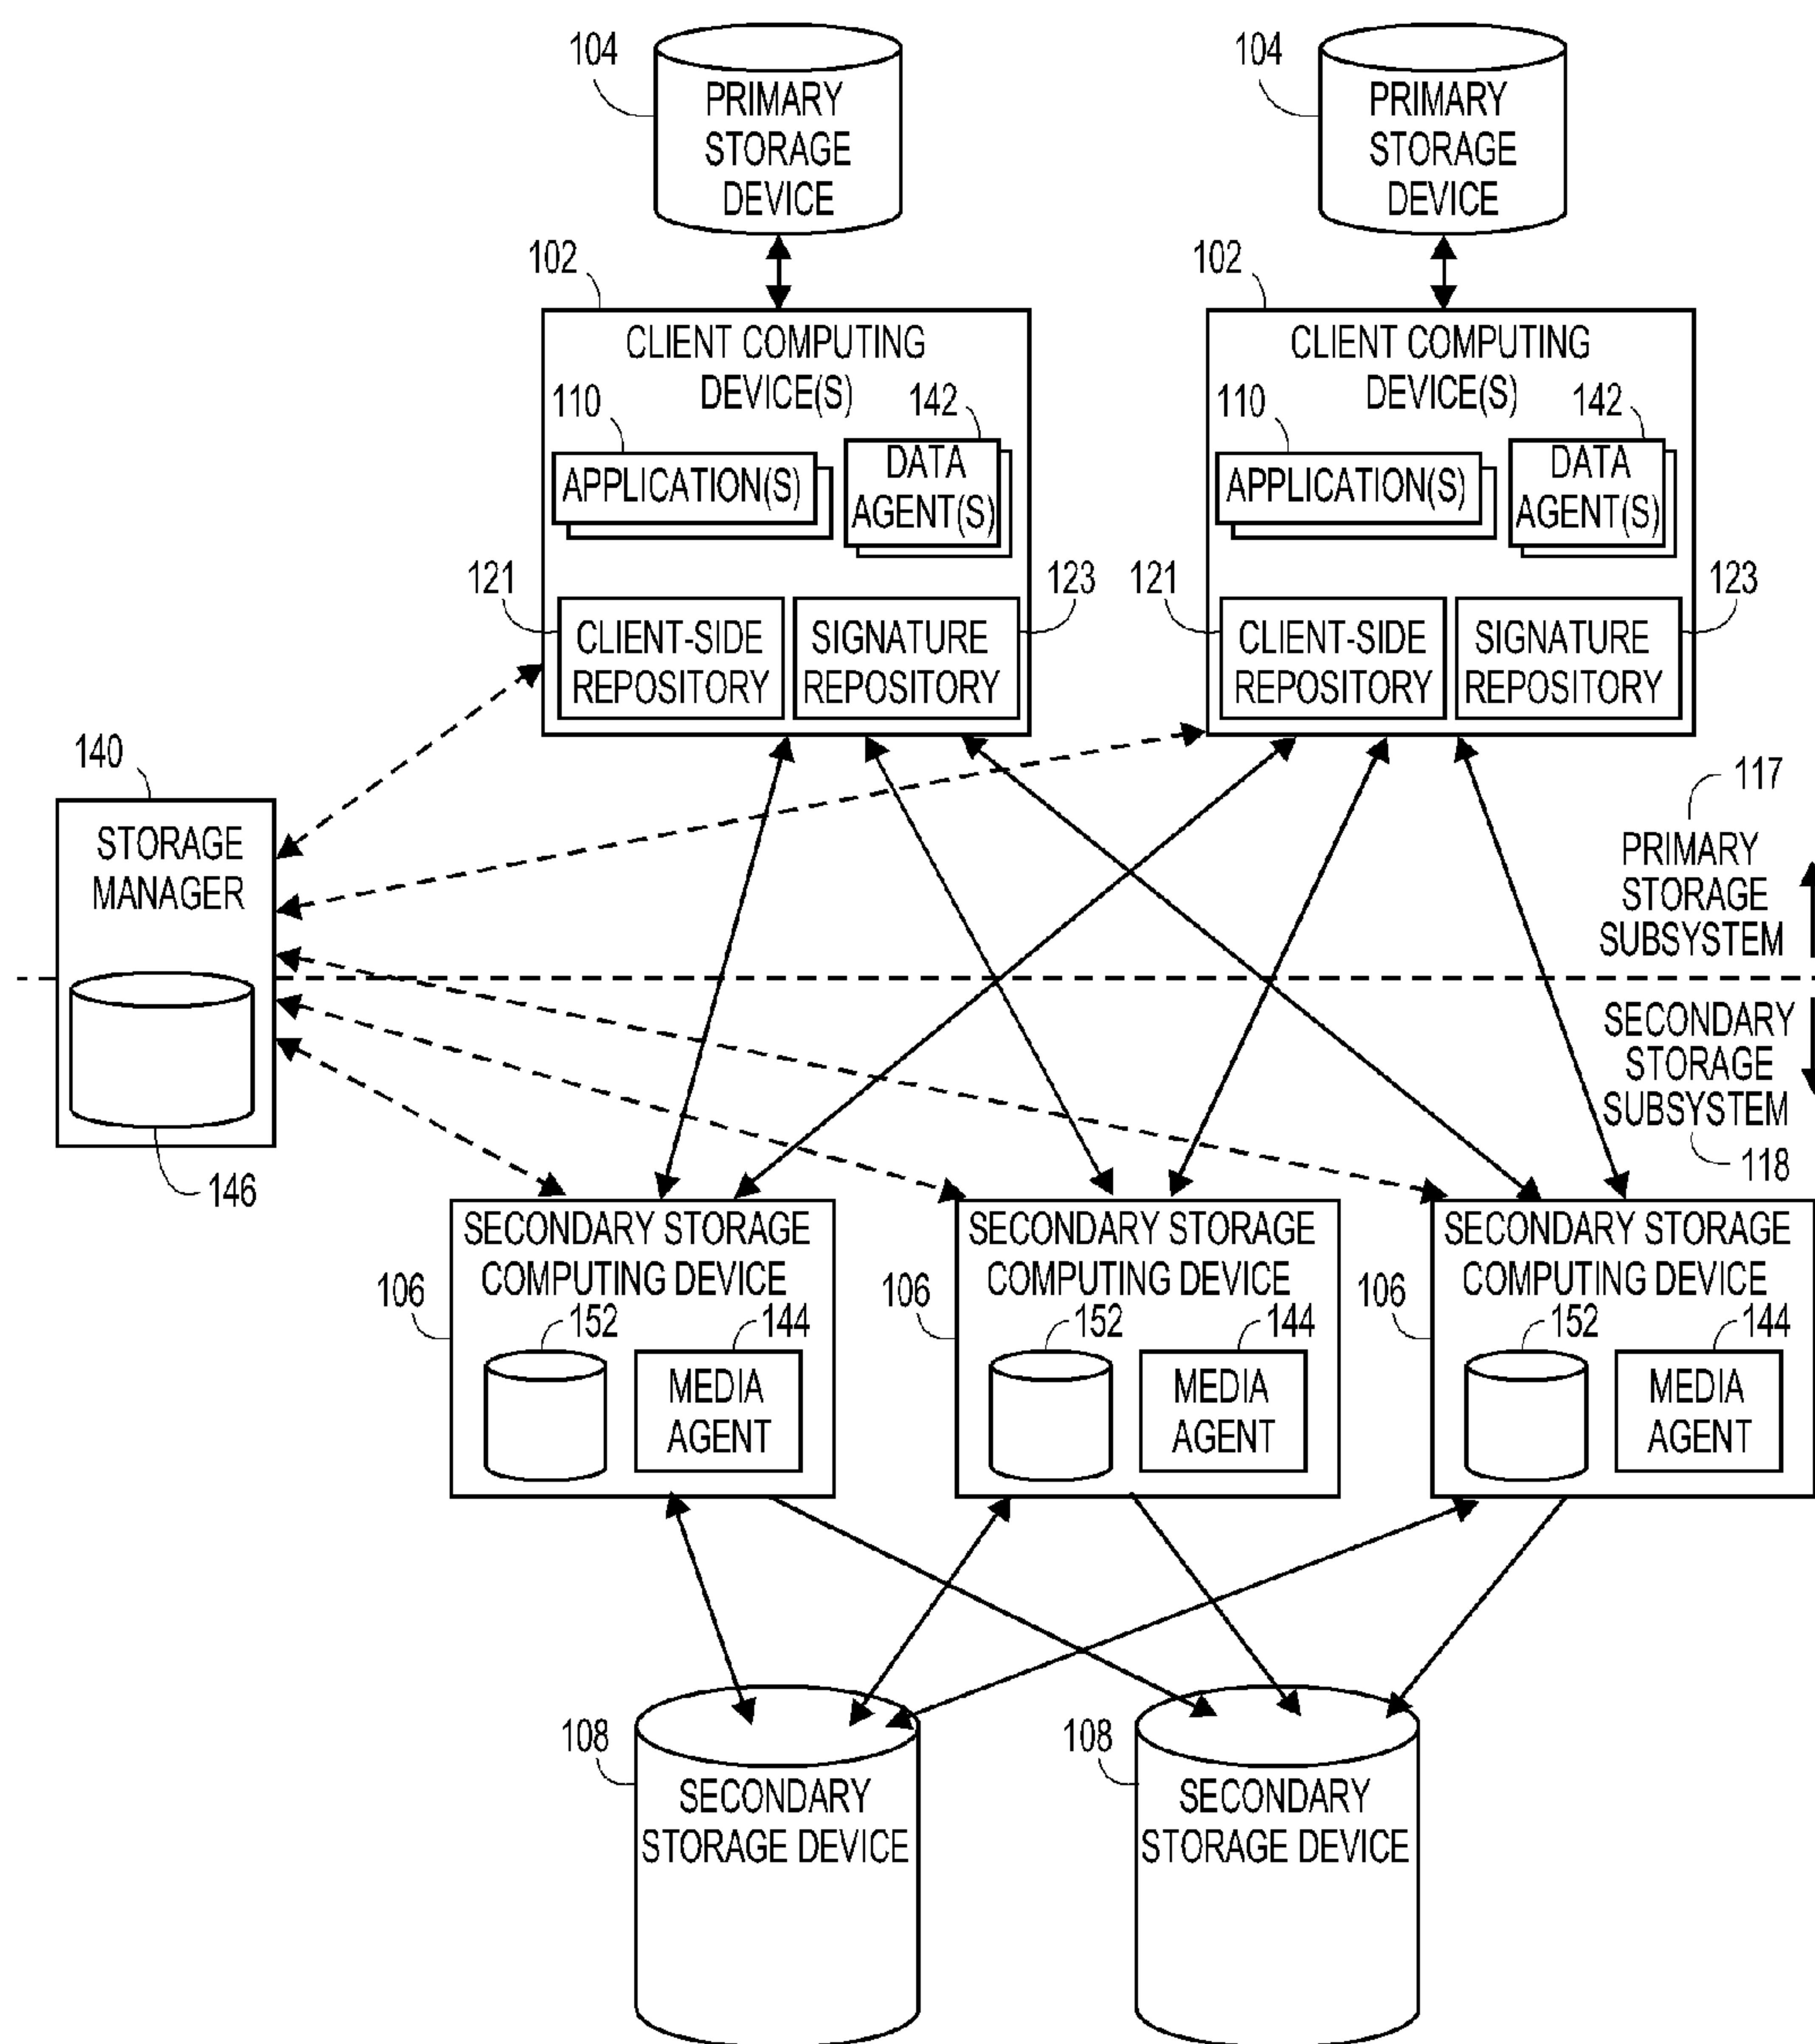 104
PRIMARY
STORAGE
DEVICE
104
PRIMARY
STORAGE
DEVICE
102
CLIENT COMPUTING
DEVICE(S)
110
142
APPLICATION(S)
DATA
AGENT(S)
121
123
CLIENT-SIDE
REPOSITORY
SIGNATURE
REPOSITORY
102
CLIENT COMPUTING
DEVICE(S)
110
142
APPLICATION(S)
DATA
AGENT(S)
121
123
CLIENT-SIDE
REPOSITORY
SIGNATURE
REPOSITORY
140
STORAGE
MANAGER
146
117
PRIMARY
STORAGE
SUBSYSTEM
SECONDARY
STORAGE
SUBSYSTEM
118
SECONDARY STORAGE
COMPUTING DEVICE
106
152
144
MEDIA
AGENT
SECONDARY STORAGE
COMPUTING DEVICE
106
152
144
MEDIA
AGENT
SECONDARY STORAGE
COMPUTING DEVICE
106
152
144
MEDIA
AGENT
108
SECONDARY
STORAGE DEVICE
108
SECONDARY
STORAGE DEVICE